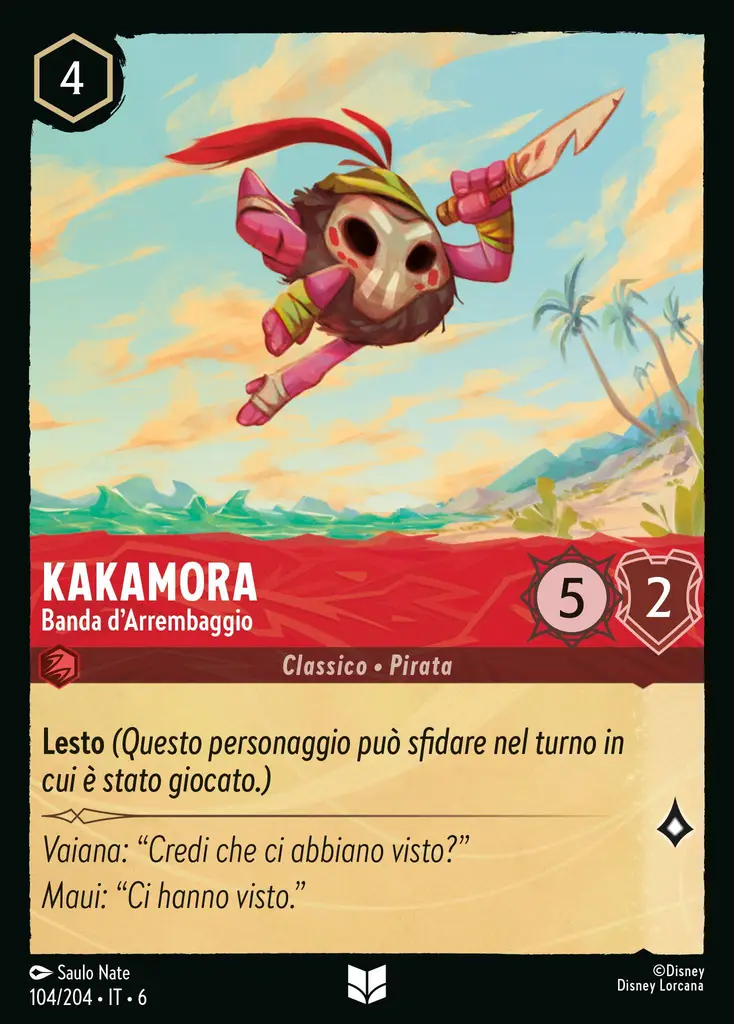 4
KAKAMORA
Banda d'Arrembaggio
5
2
Classico • Pirata
Lesto (Questo personaggio può sfidare nel turno in
cui è stato giocato.)
Vaiana: “Credi che ci abbiano visto?”
Maui: “Ci hanno visto.”
Saulo Nate
104/204 • IT • 6
©Disney
Disney Lorcana